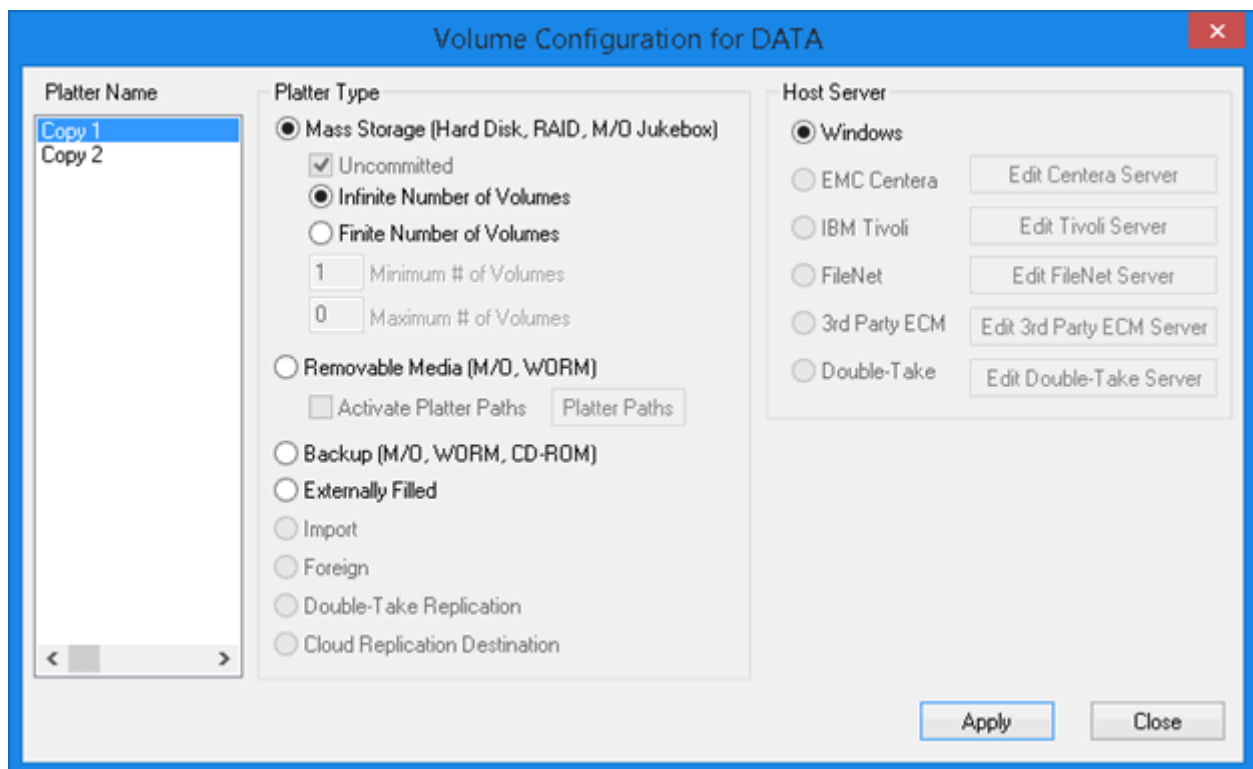 Volume Configuration for DATA
Platter Name
Copy 1
Copy 2
Platter Type
Mass Storage (Hard Disk, RAID, M/O Jukebox)
Uncommitted
Infinite Number of Volumes
Finite Number of Volumes
1 Minimum # of Volumes
0 Maximum # of Volumes
Removable Media (M/O, WORM)
Activate Platter Paths Platter Paths
Backup (M/O, WORM, CD-ROM)
Externally Filled
Import
Foreign
Double-Take Replication
Cloud Replication Destination
Host Server
Windows
EMC Centera Edit Centera Server
IBM Tivoli Edit Tivoli Server
FileNet Edit FileNet Server
3rd Party ECM Edit 3rd Party ECM Server
Double-Take Edit Double-Take Server
Apply Close